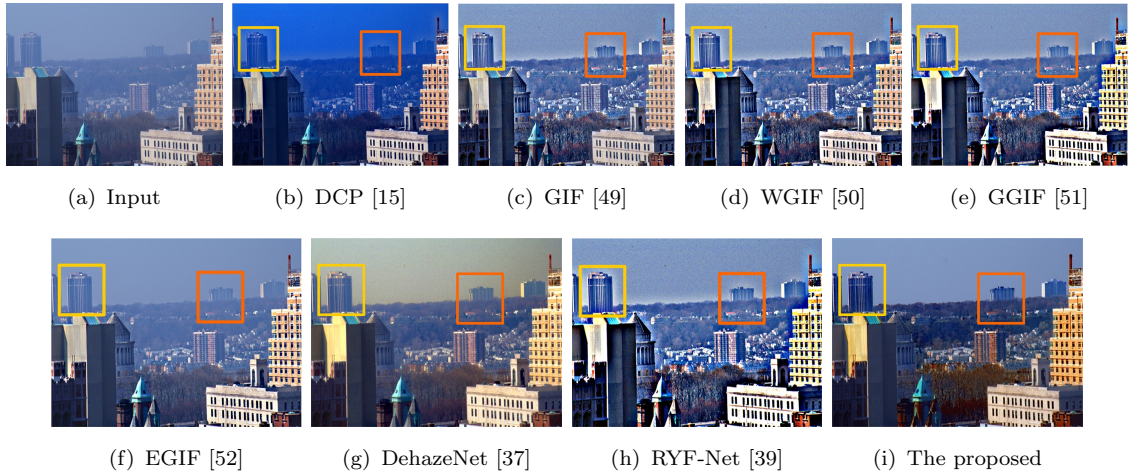 (a) Input
(b) DCP [15]
(c) GIF [49]
(d) WGIF [50]
(e) GGIF [51]
(f) EGIF [52]
(g) DehazeNet [37]
(h) RYF-Net [39]
(i) The proposed